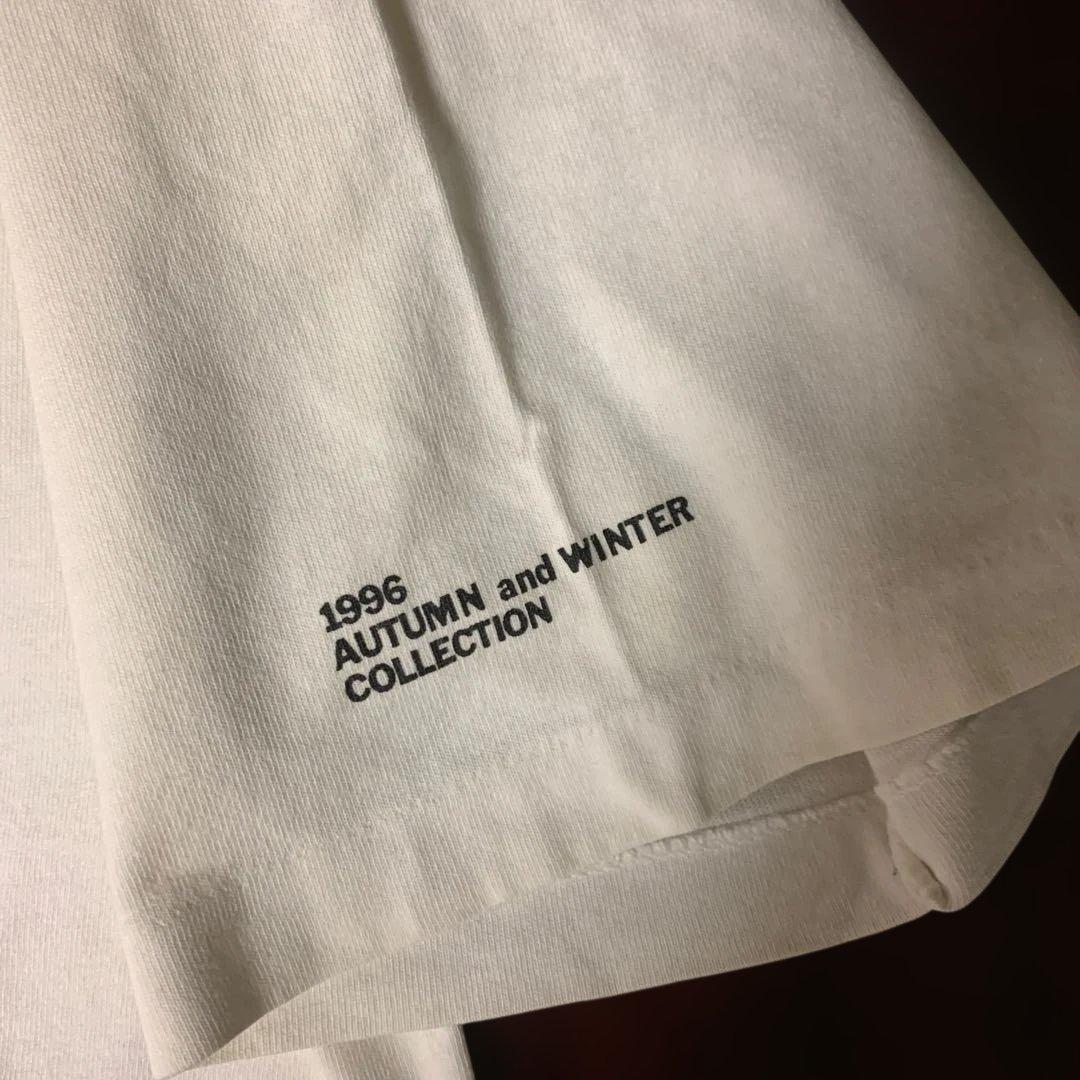 1996
AUTUMN and WINTER
COLLECTION